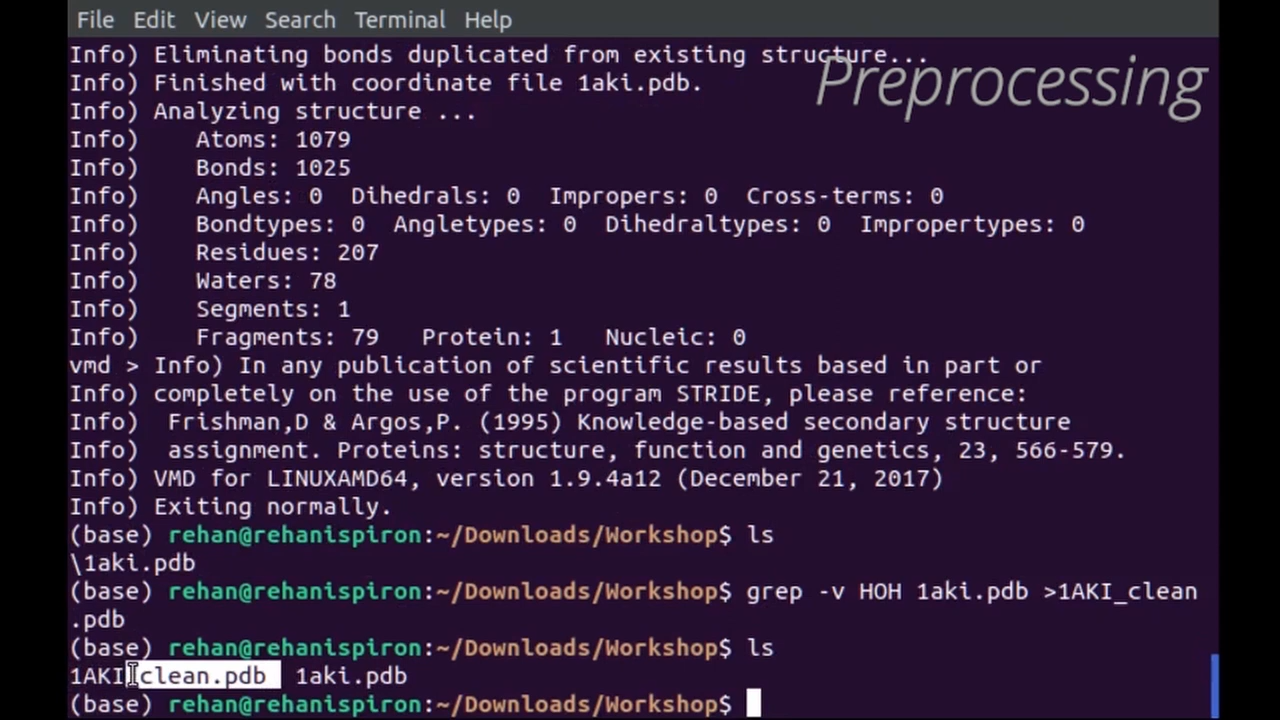 File Edit View Search Terminal Help
Preprocessing
Info) Eliminating bonds duplicated from existing structure...
Info) Finished with coordinate file 1aki.pdb.
Info) Analyzing structure ...
Info)    Atoms: 1079
Info)    Bonds: 1025
Info)    Angles: 0  Dihedrals: 0  Impropers: 0  Cross-terms: 0
Info)    Bondtypes: 0  Angletypes: 0  Dihedraltypes: 0  Impropertypes: 0
Info)    Residues: 207
Info)    Waters: 78
Info)    Segments: 1
Info)    Fragments: 79   Protein: 1   Nucleic: 0
vmd > Info) In any publication of scientific results based in part or
Info) completely on the use of the program STRIDE, please reference:
Info)  Frishman,D & Argos,P. (1995) Knowledge-based secondary structure
Info)  assignment. Proteins: structure, function and genetics, 23, 566-579.
Info) VMD for LINUXAMD64, version 1.9.4a12 (December 21, 2017)
Info) Exiting normally.
(base) rehan@rehanispiron:~/Downloads/Workshop$ ls
\1aki.pdb
(base) rehan@rehanispiron:~/Downloads/Workshop$ grep -v HOH 1aki.pdb >1AKI_clean
.pdb
(base) rehan@rehanispiron:~/Downloads/Workshop$ ls
1AKI_clean.pdb  1aki.pdb
(base) rehan@rehanispiron:~/Downloads/Workshop$